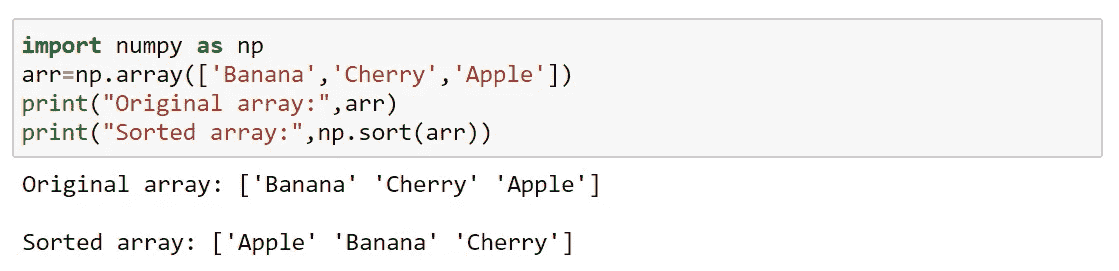 import numpy as np
arr=np.array(['Banana','Cherry','Apple'])
print("Original array:",arr)
print("Sorted array:",np.sort(arr))
Original array: ['Banana' 'Cherry' 'Apple']
Sorted array: ['Apple' 'Banana' 'Cherry']